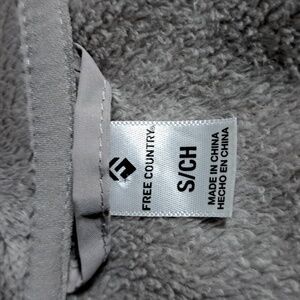 FREE COUNTRY.
S/CH
MADE IN CHINA
HECHO EN CHINA